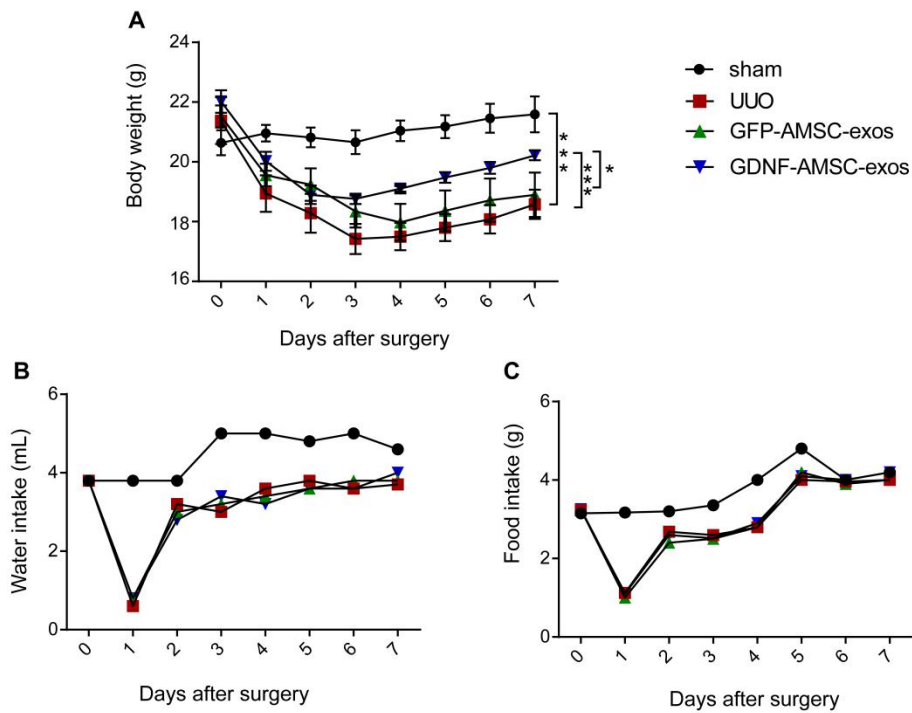 A
Body weight (g)
24
22
20
18
16
0 1 2 3 4 5 6 7
Days after surgery
***
***
*
sham
UUO
GFP-AMSC-exos
GDNF-AMSC-exos
B
Water intake (mL)
6
4
2
0
0 1 2 3 4 5 6 7
Days after surgery
C
Food intake (g)
6
4
2
0
0 1 2 3 4 5 6 7
Days after surgery